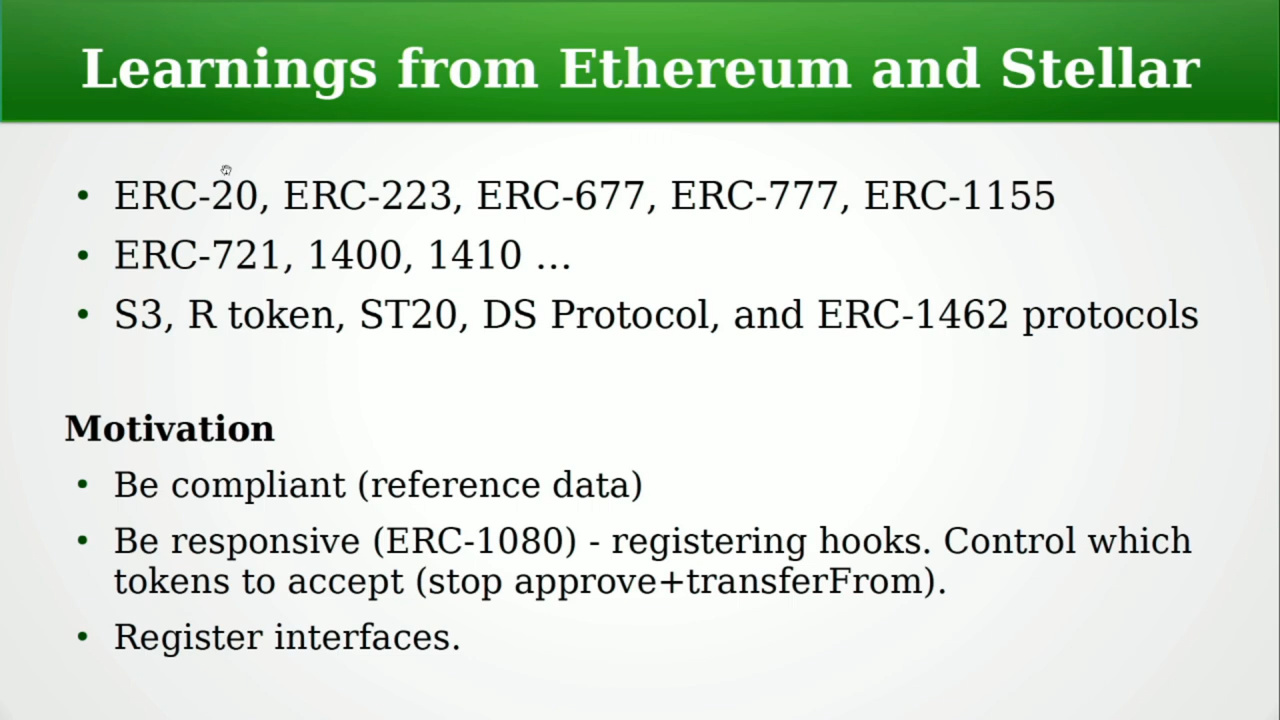 Learnings from Ethereum and Stellar
• ERC-20, ERC-223, ERC-677, ERC-777, ERC-1155
• ERC-721, 1400, 1410 ...
• S3, R token, ST20, DS Protocol, and ERC-1462 protocols
Motivation
• Be compliant (reference data)
• Be responsive (ERC-1080) - registering hooks. Control which
tokens to accept (stop approve+transferFrom).
• Register interfaces.